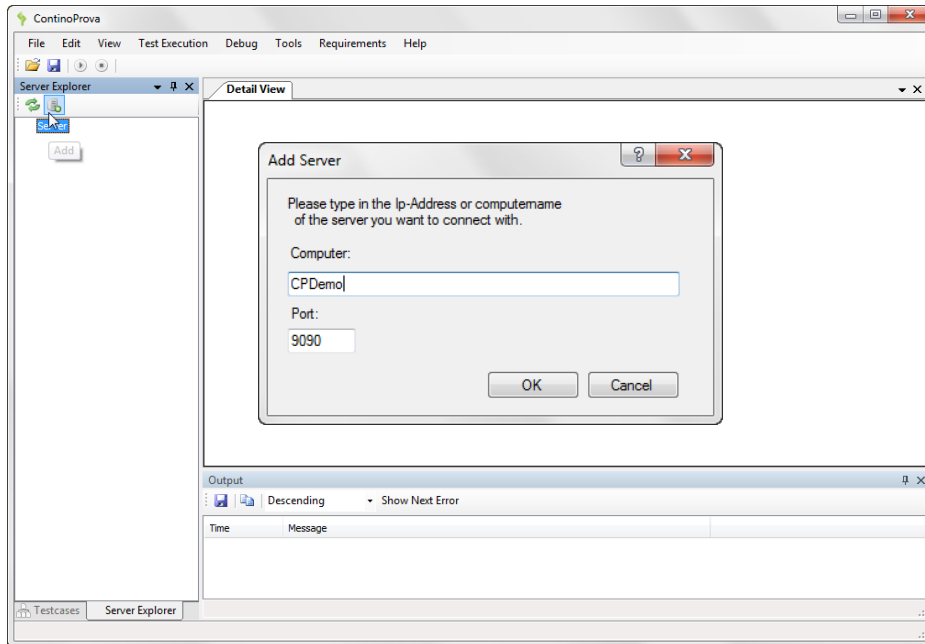 ContinoProva
File Edit View Test Execution Debug Tools Requirements Help
Server Explorer
Detail View
Server
Add
Add Server
Please type in the Ip-Address or computername
of the server you want to connect with.
Computer:
CPDemo
Port:
9090
OK Cancel
Output
Descending Show Next Error
Time Message
Testcases Server Explorer